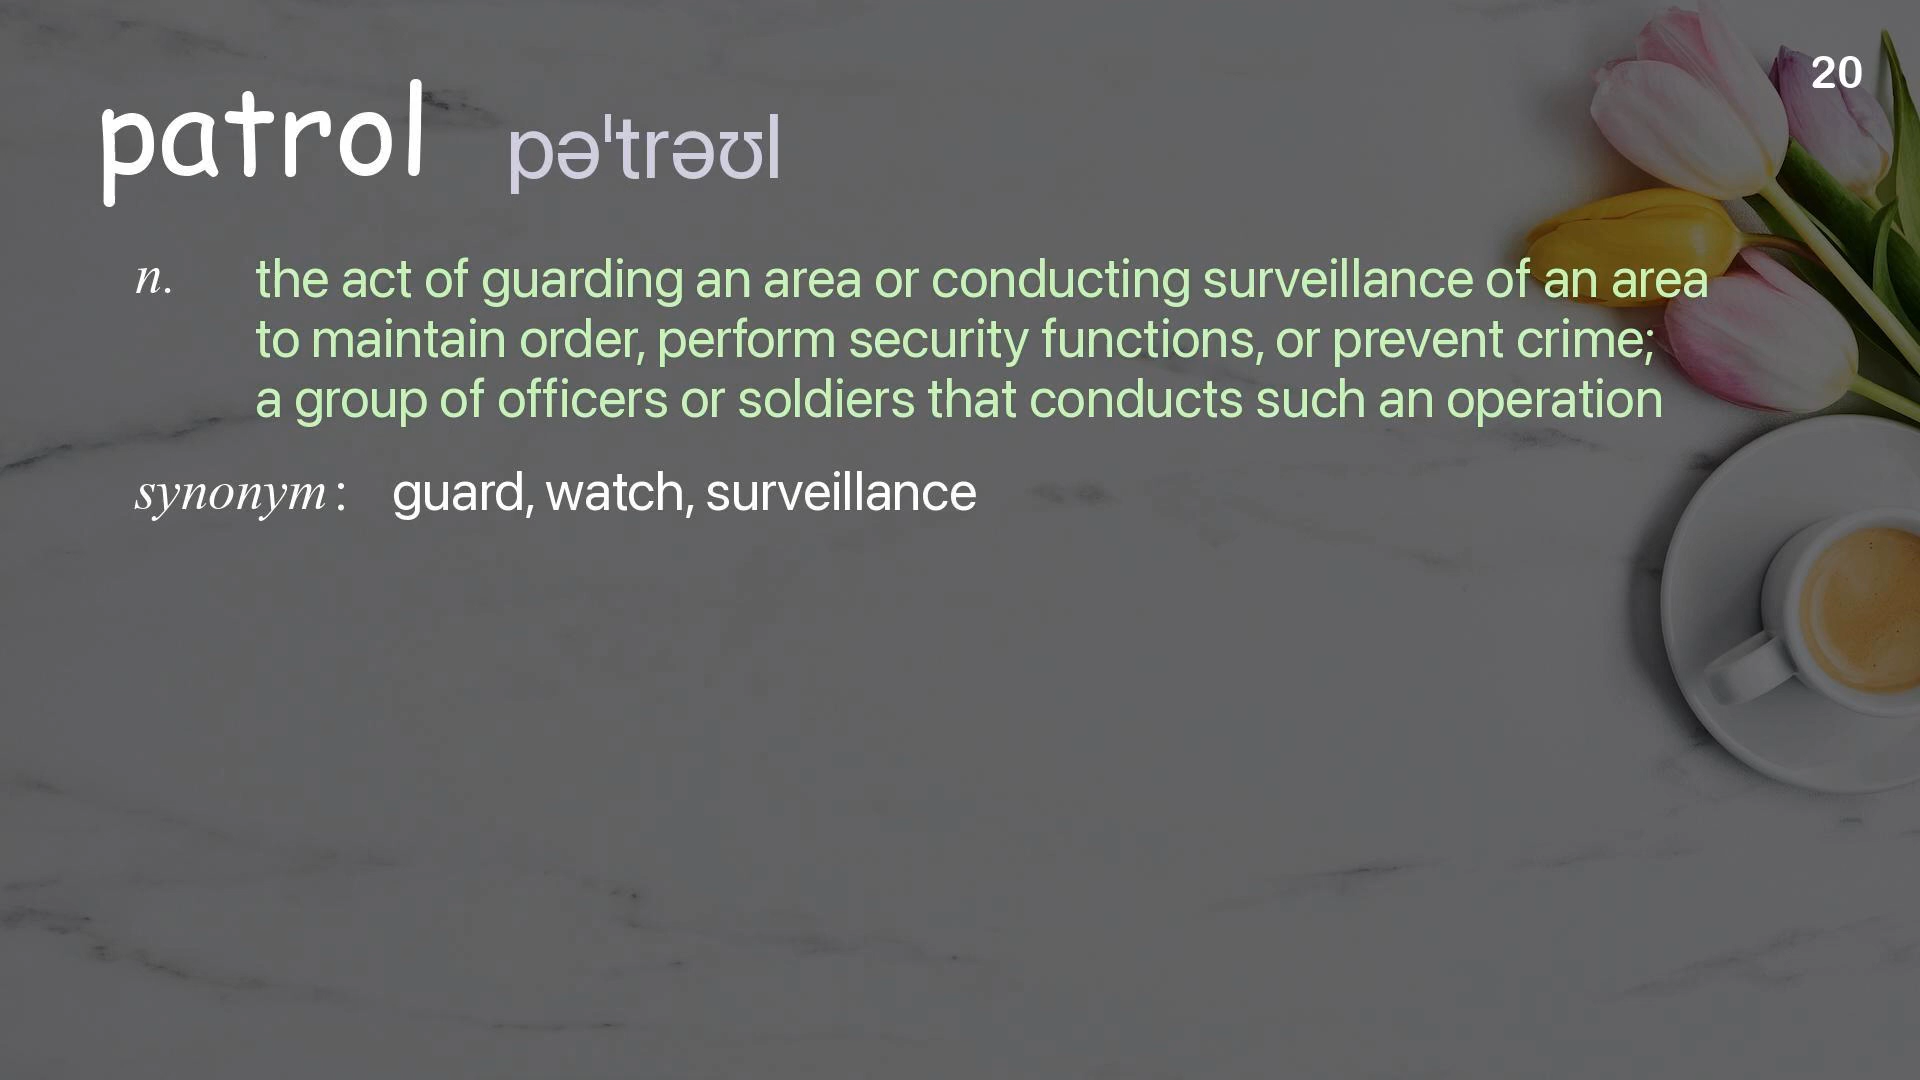 20
patrol pəˈtrəʊl
n. the act of guarding an area or conducting surveillance of an area
to maintain order, perform security functions, or prevent crime;
a group of officers or soldiers that conducts such an operation
synonym: guard, watch, surveillance